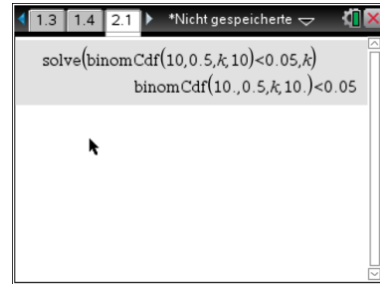 1.3 1.4 2.1 *Nicht gespeicherte
solve(binomCdf(10,0.5,k,10)<0.05,k)
binomCdf(10.,0.5,k,10.)<0.05